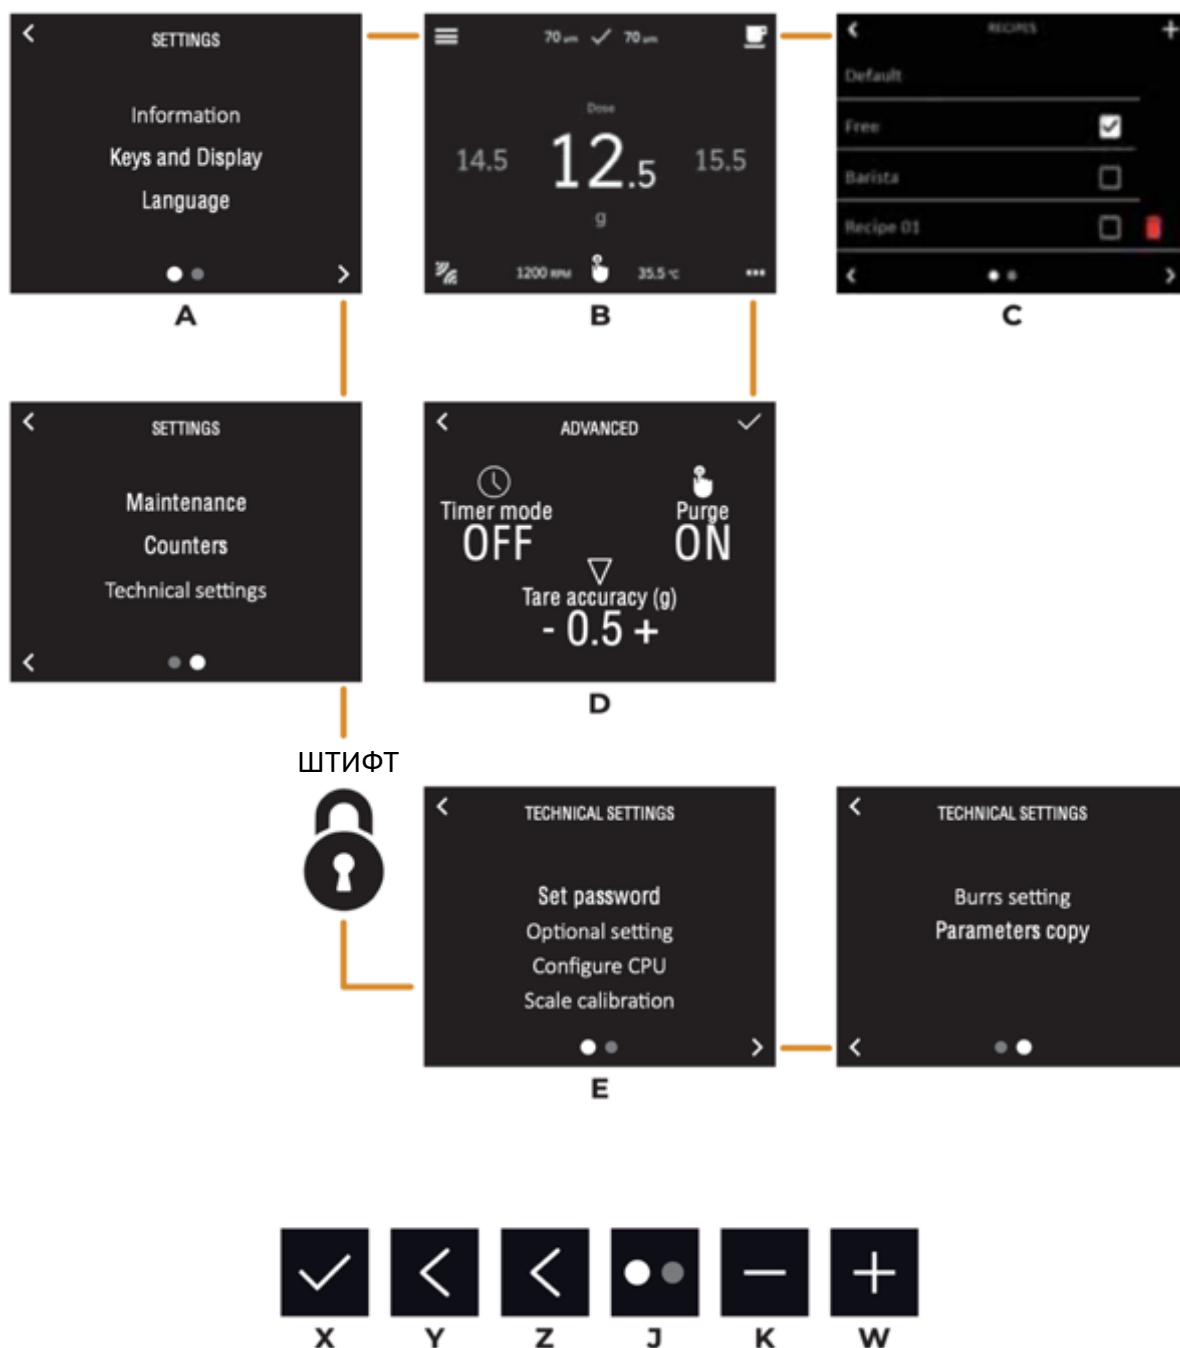 SETTINGS
Information
Keys and Display
Language
A
70 um 70 um
Dose
14.5 12.5 15.5
g
1200 RPM 35.5 °C
B
RECIPES
Default
Free
Barista
Recipe 01
C
SETTINGS
Maintenance
Counters
Technical settings
ADVANCED
Timer mode
OFF
Purge
ON
Tare accuracy (g)
- 0.5 +
D
ШТИФТ
TECHNICAL SETTINGS
Set password
Optional setting
Configure CPU
Scale calibration
E
TECHNICAL SETTINGS
Burrs setting
Parameters copy
X Y Z J K W